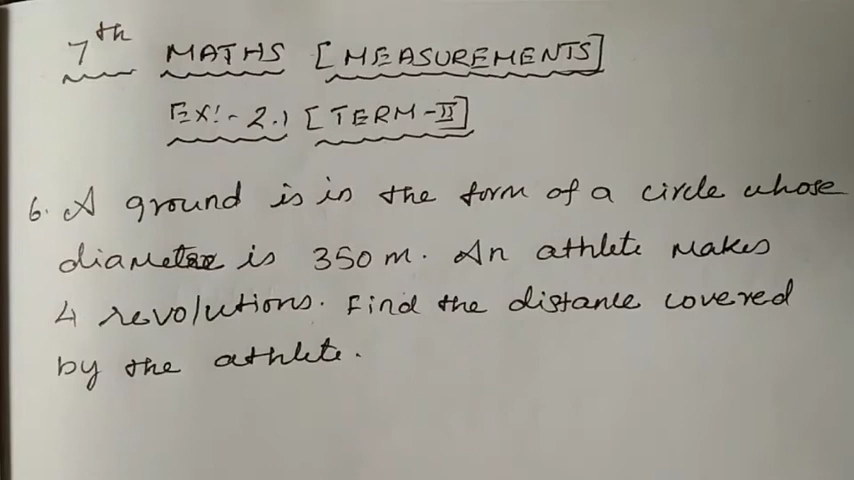 7th MATHS [MEASUREMENTS]
Ex:- 2.1 [TERM-II]
6. A ground is in the form of a circle whose
diameter is 350 m. An athlete makes
4 revolutions. Find the distance covered
by the athlete.